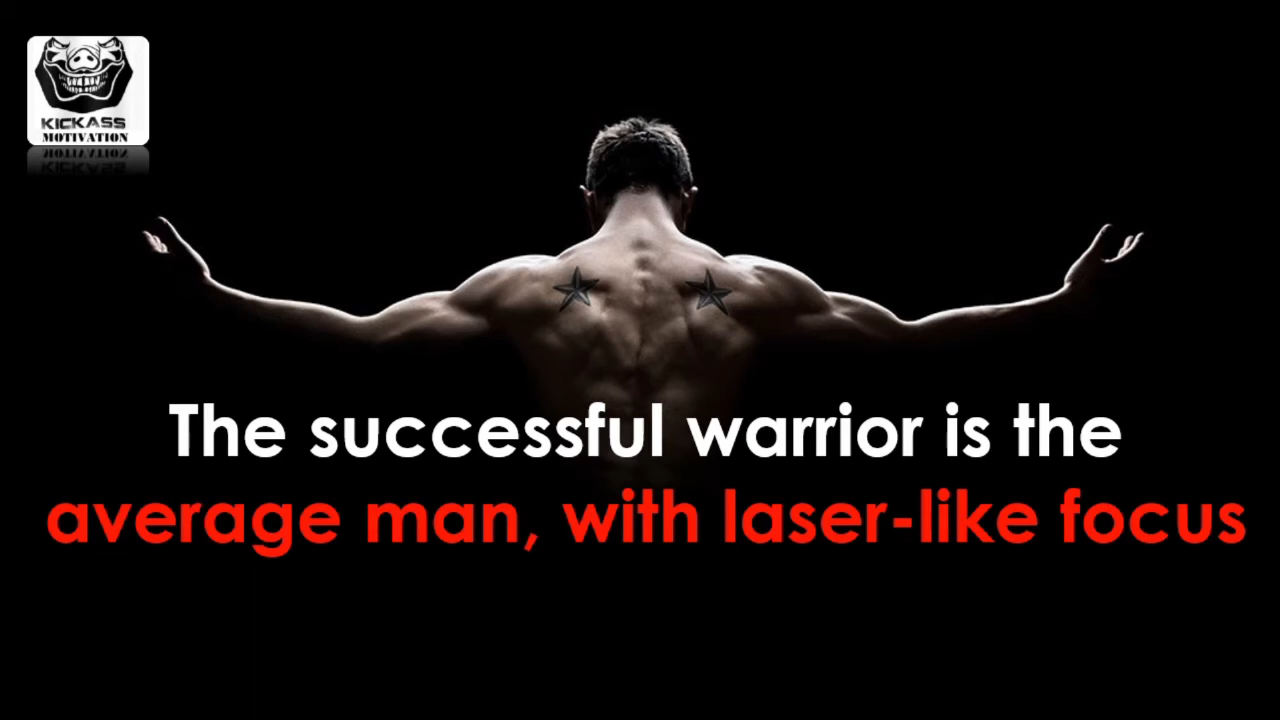 KICKASS
MOTIVATION
The successful warrior is the
average man, with laser-like focus